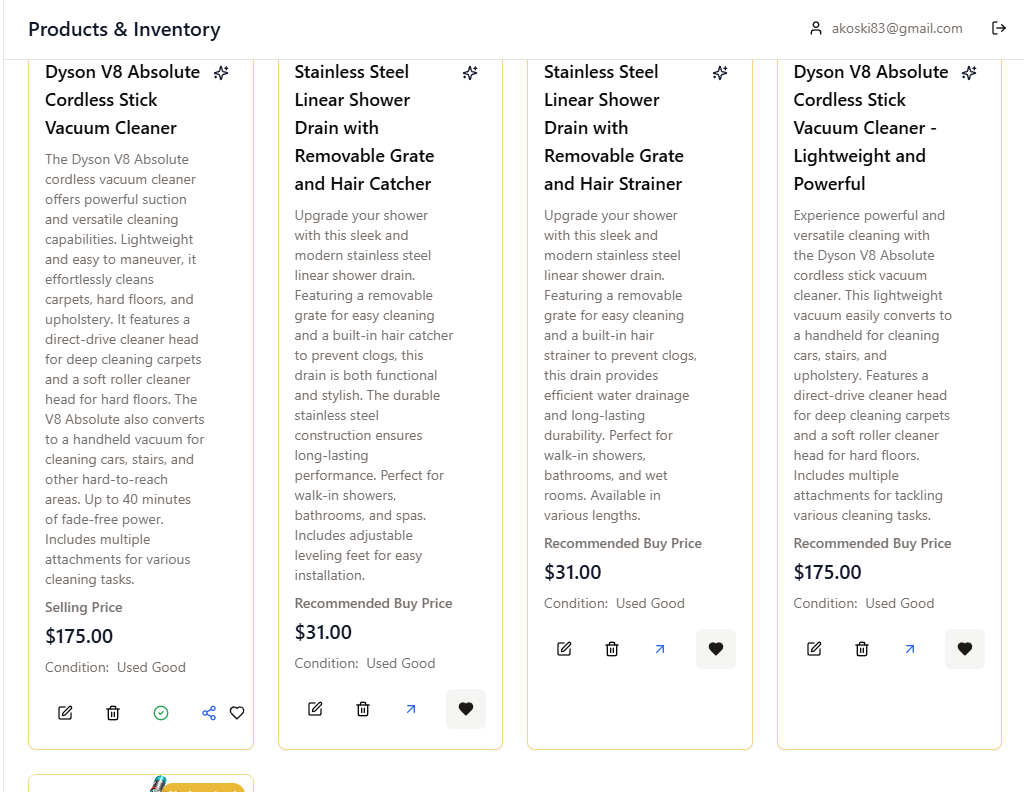 Products & Inventory
akoski83@gmail.com
Dyson V8 Absolute
Cordless Stick
Vacuum Cleaner
The Dyson V8 Absolute
cordless vacuum cleaner
offers powerful suction
and versatile cleaning
capabilities. Lightweight
and easy to maneuver, it
effortlessly cleans
carpets, hard floors, and
upholstery. It features a
direct-drive cleaner head
for deep cleaning carpets
and a soft roller cleaner
head for hard floors. The
V8 Absolute also converts
to a handheld vacuum for
cleaning cars, stairs, and
other hard-to-reach
areas. Up to 40 minutes
of fade-free power.
Includes multiple
attachments for various
cleaning tasks.
Selling Price
$175.00
Condition: Used Good
Stainless Steel
Linear Shower
Drain with
Removable Grate
and Hair Catcher
Upgrade your shower
with this sleek and
modern stainless steel
linear shower drain.
Featuring a removable
grate for easy cleaning
and a built-in hair catcher
to prevent clogs, this
drain is both functional
and stylish. The durable
stainless steel
construction ensures
long-lasting
performance. Perfect for
walk-in showers,
bathrooms, and spas.
Includes adjustable
leveling feet for easy
installation.
Recommended Buy Price
$31.00
Condition: Used Good
Stainless Steel
Linear Shower
Drain with
Removable Grate
and Hair Strainer
Upgrade your shower
with this sleek and
modern stainless steel
linear shower drain.
Featuring a removable
grate for easy cleaning
and a built-in hair
strainer to prevent clogs,
this drain provides
efficient water drainage
and long-lasting
durability. Perfect for
walk-in showers,
bathrooms, and wet
rooms. Available in
various lengths.
Recommended Buy Price
$31.00
Condition: Used Good
Dyson V8 Absolute
Cordless Stick
Vacuum Cleaner -
Lightweight and
Powerful
Experience powerful and
versatile cleaning with
the Dyson V8 Absolute
cordless stick vacuum
cleaner. This lightweight
vacuum easily converts to
a handheld for cleaning
cars, stairs, and
upholstery. Features a
direct-drive cleaner head
for deep cleaning carpets
and a soft roller cleaner
head for hard floors.
Includes multiple
attachments for tackling
various cleaning tasks.
Recommended Buy Price
$175.00
Condition: Used Good